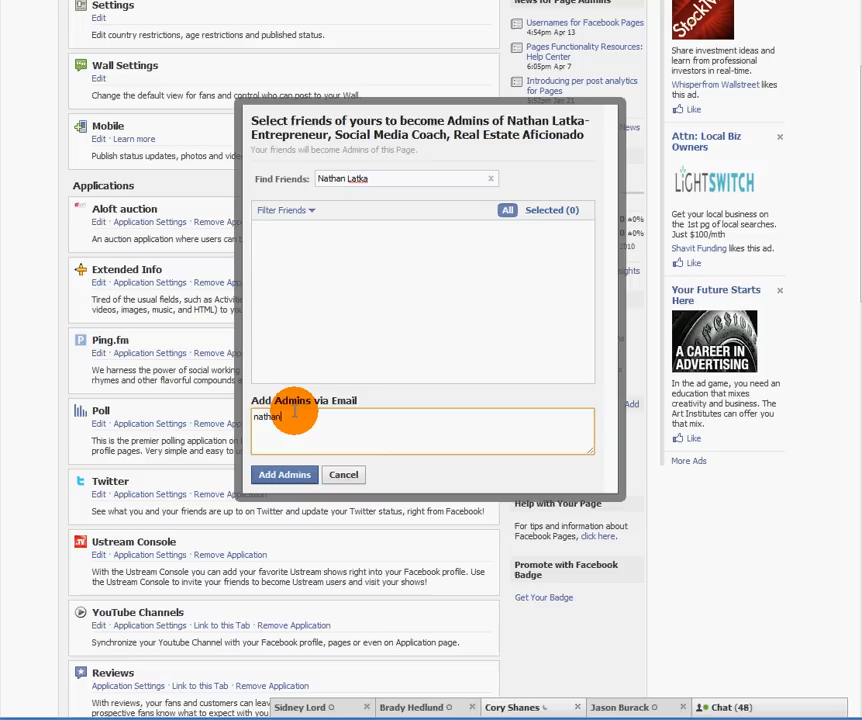 Settings
Edit
Edit country restrictions, age restrictions and published status.
Wall Settings
Edit
Change the default view for fans and control who can post to your Wall.
Mobile
Edit · Learn more
Publish status updates, photos and
Applications
Aloft auction
Edit · Application Settings · Remove App
An auction application where users can
Extended Info
Edit · Application Settings · Remove App
Tired of the usual fields, such as Activiti
videos, images, music, and HTML) to
Ping.fm
Edit · Application Settings · Remove App
We harness the power of social working
rhymes and other flavorful compounds
Poll
Edit · Application Settings · Remove App
This is the premier polling application on
profile pages. Very simple and easy to
Twitter
Edit · Application Settings · Remove App
See what you and your friends are up to on Twitter and update your Twitter status, right from Facebook!
Ustream Console
Edit · Application Settings · Remove Application
With the Ustream Console you can add your favorite Ustream shows right into your Facebook profile. Use
the Ustream Console to invite your friends to become Ustream users and visit your shows!
YouTube Channels
Edit · Application Settings · Link to this Tab · Remove Application
Synchronize your Youtube Channel with your Facebook profile, pages or even on Application page.
Reviews
Application Settings · Link to this Tab · Remove Application
With reviews, your fans and customers can leav
prospective fans know what to expect with you
Select friends of yours to become Admins of Nathan Latka-
Entrepreneur, Social Media Coach, Real Estate Aficionado
Your friends will become Admins of this Page.
Find Friends: Nathan Latka x
Filter Friends
All
Selected (0)
Add Admins via Email
nathan
Add Admins
Cancel
News for Page Admins
Usernames for Facebook Pages
4:54pm Apr 13
Pages Functionality Resources:
Help Center
6:05pm Apr 7
Introducing per post analytics
for Pages
5:52pm Jan 21
News
0%
0%
2010
sights
Add
Help with Your Page
For tips and information about
Facebook Pages, click here.
Promote with Facebook
Badge
Get Your Badge
Share investment ideas and
learn from professional
investors in real-time.
Whisperfrom Wallstreet likes
this ad.
Like
Attn: Local Biz
Owners
LIGHTSWITCH
Get your local business on
the 1st pg of local searches.
Just $100/mth
Shavit Funding likes this ad.
Like
Your Future Starts
Here
A CAREER IN
ADVERTISING
In the ad game, you need an
education that mixes
creativity and business. The
Art Institutes can offer you
that mix.
Like
More Ads
Sidney Lord
Brady Hedlund
Cory Shanes
Jason Burack
Chat (48)